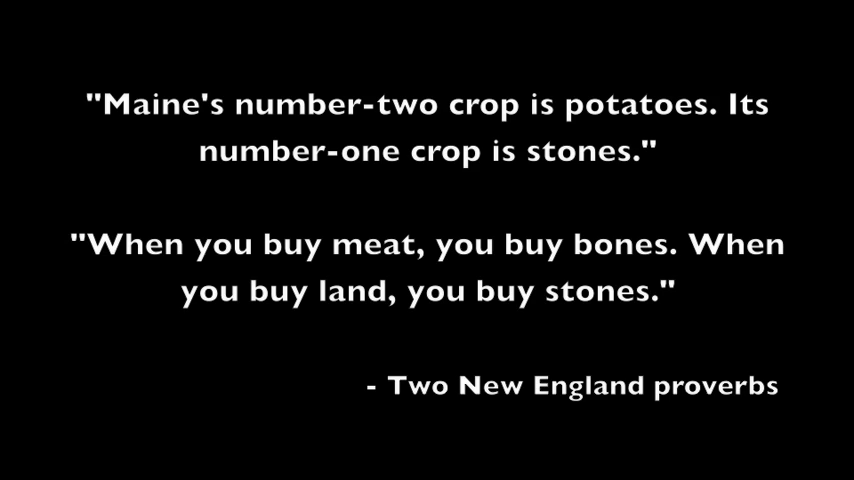 "Maine's number-two crop is potatoes. Its
number-one crop is stones."
"When you buy meat, you buy bones. When
you buy land, you buy stones."
- Two New England proverbs